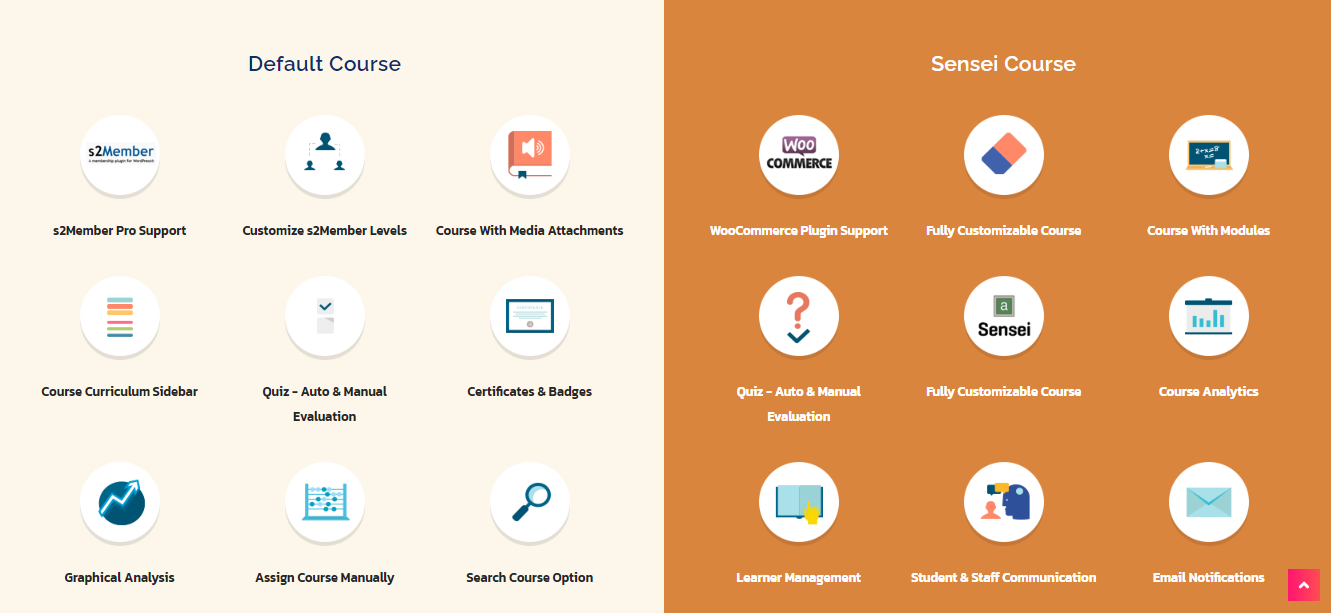 Default Course
s2Member
A membership plugin for WordPress®
s2Member Pro Support
Customize s2Member Levels
Course With Media Attachments
Course Curriculum Sidebar
Quiz - Auto & Manual
Evaluation
CERTIFICATE
Certificates & Badges
Graphical Analysis
Assign Course Manually
Search Course Option
Sensei Course
WOO
COMMERCE
2+x=8
x=
WooCommerce Plugin Support
Fully Customizable Course
Course With Modules
a
Sensei
Quiz - Auto & Manual
Evaluation
Fully Customizable Course
Course Analytics
Learner Management
Student & Staff Communication
Email Notifications